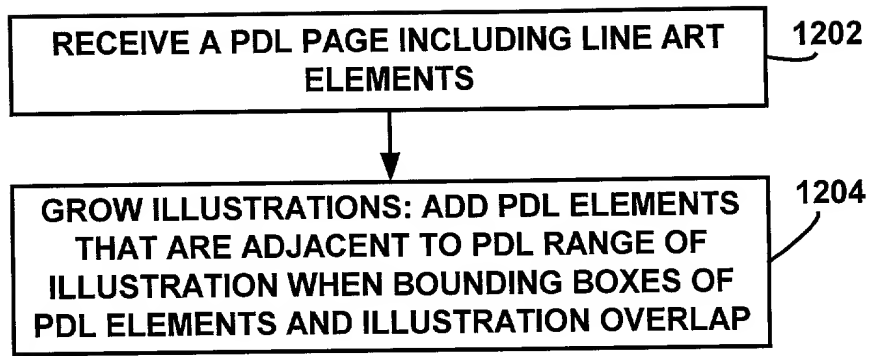 RECEIVE A PDL PAGE INCLUDING LINE ART
ELEMENTS
1202
GROW ILLUSTRATIONS: ADD PDL ELEMENTS
THAT ARE ADJACENT TO PDL RANGE OF
ILLUSTRATION WHEN BOUNDING BOXES OF
PDL ELEMENTS AND ILLUSTRATION OVERLAP
1204